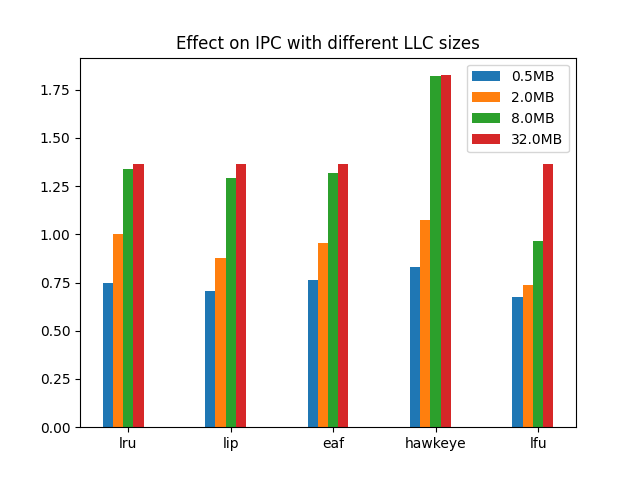 Effect on IPC with different LLC sizes
0.5MB
2.0MB
8.0MB
32.0MB
1.75
1.50
1.25
1.00
0.75
0.50
0.25
0.00
lru lip eaf hawkeye lfu